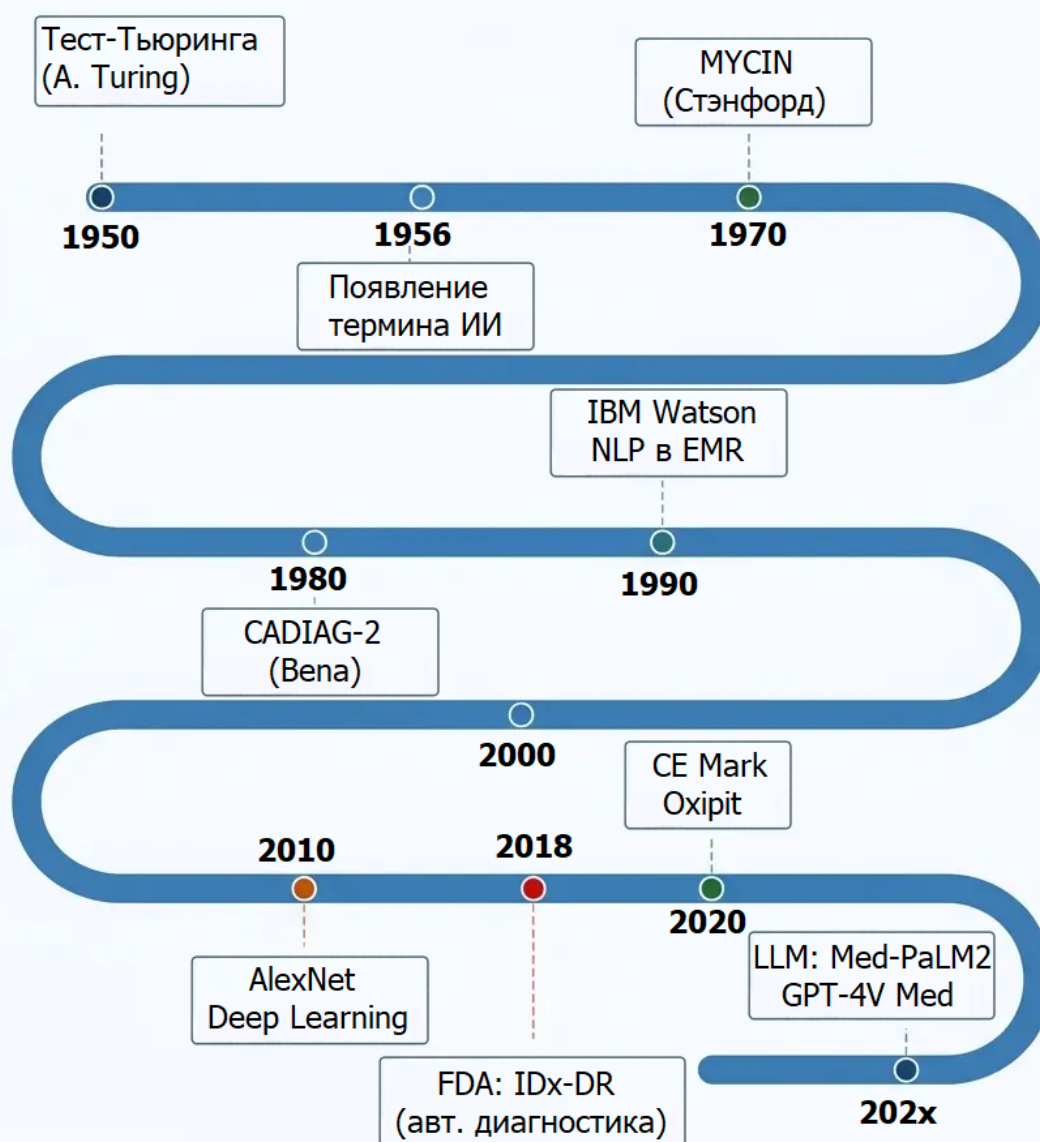 Тест-Тьюринга
(A. Turing)
MYCIN
(Стэнфорд)
1950
1956
1970
Появление
термина ИИ
IBM Watson
NLP в EMR
1980
1990
CADIAG-2
(Вена)
2000
CE Mark
Oxipit
2010
2018
2020
AlexNet
Deep Learning
LLM: Med-PaLM2
GPT-4V Med
FDA: IDx-DR
(авт. диагностика)
202x